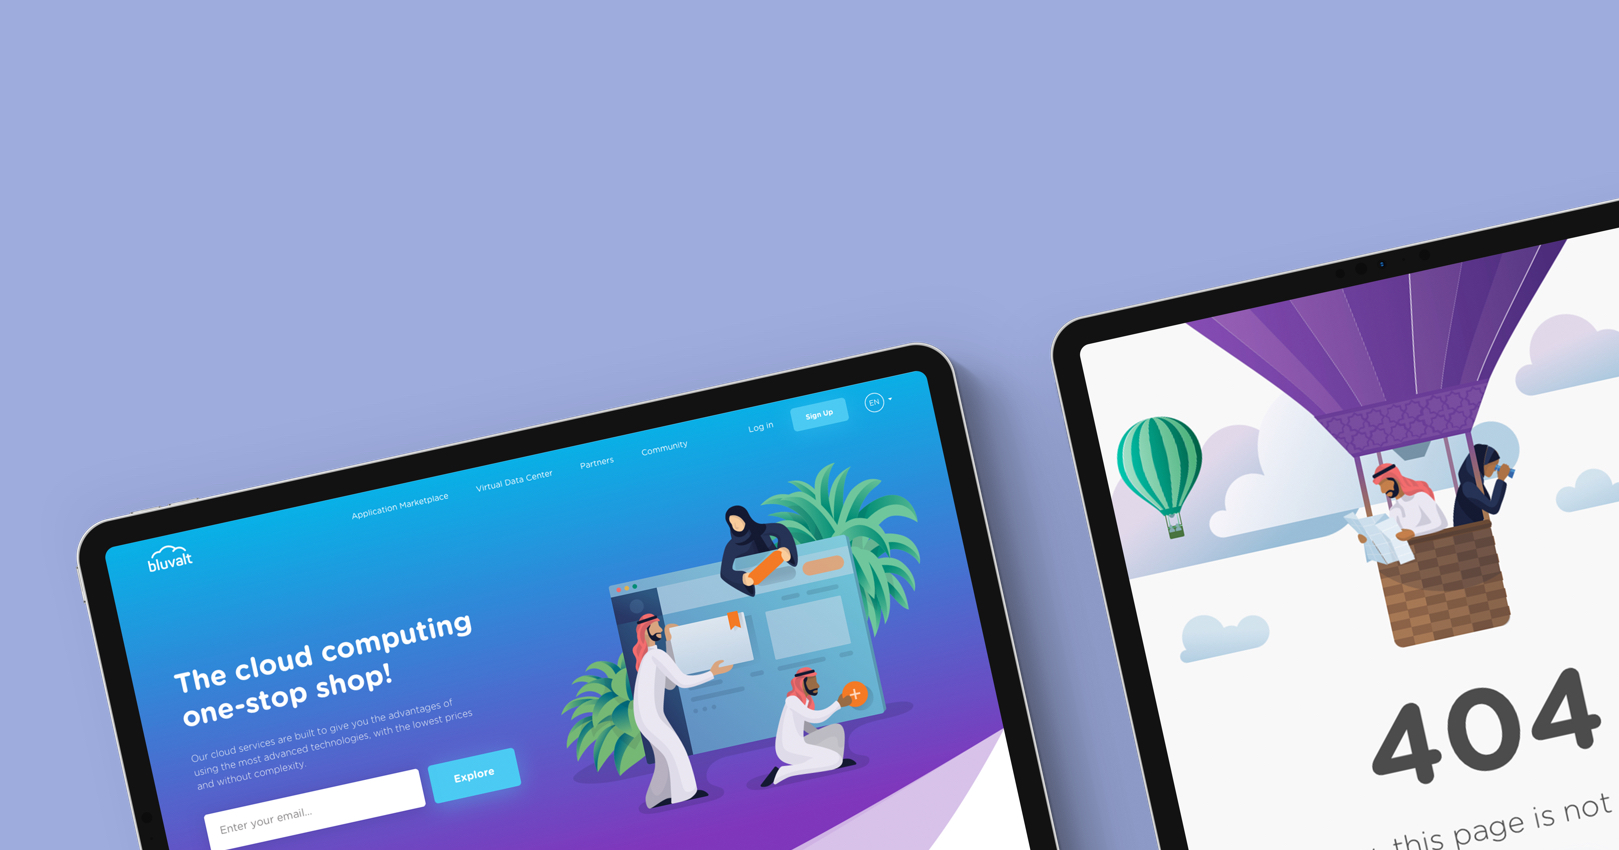 Log in
Sign Up
EN
Application Marketplace
Virtual Data Center
Partners
Community
bluvalt
The cloud computing
one-stop shop!
Our cloud services are built to give you the advantages of
using the most advanced technologies, with the lowest prices
and without complexity.
Enter your email...
Explore
404
this page is not